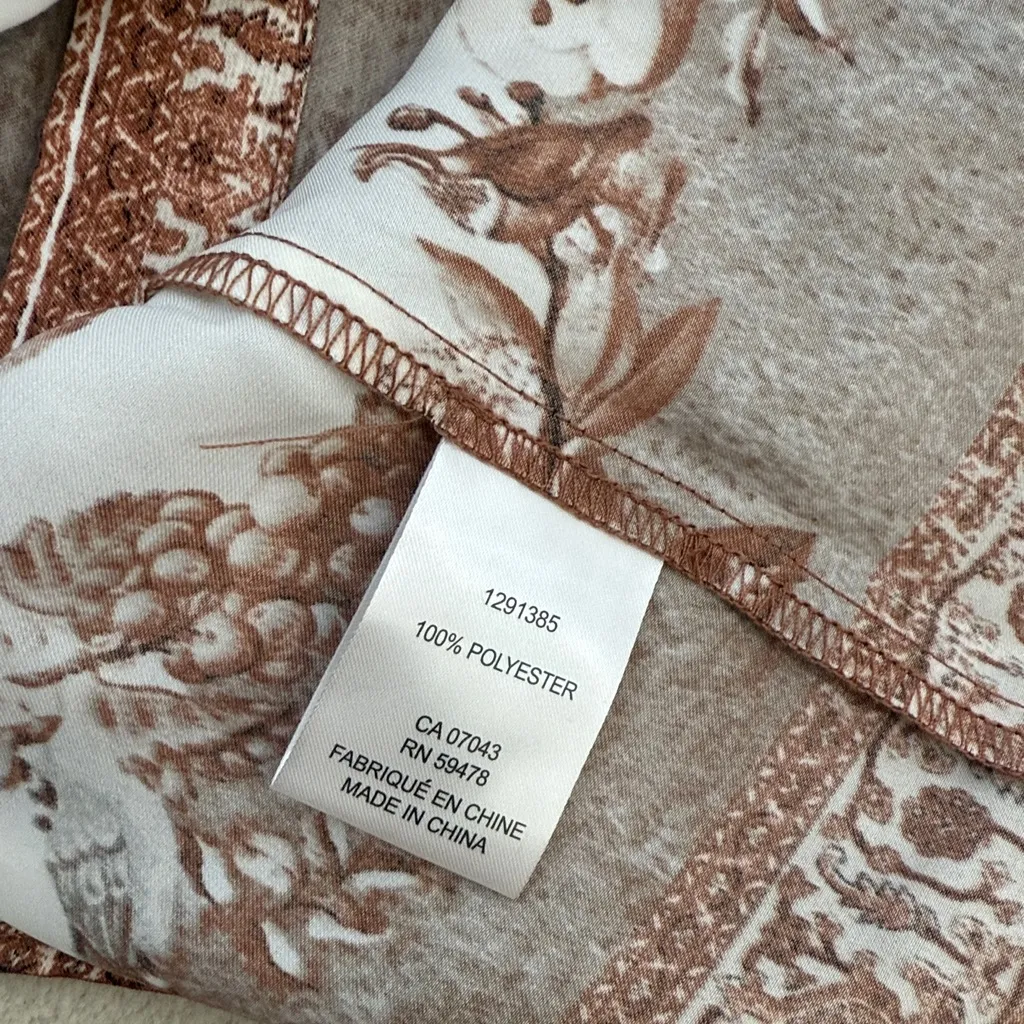 1291385
100% POLYESTER
CA 07043
RN 59478
FABRIQUÉ EN CHINE
MADE IN CHINA